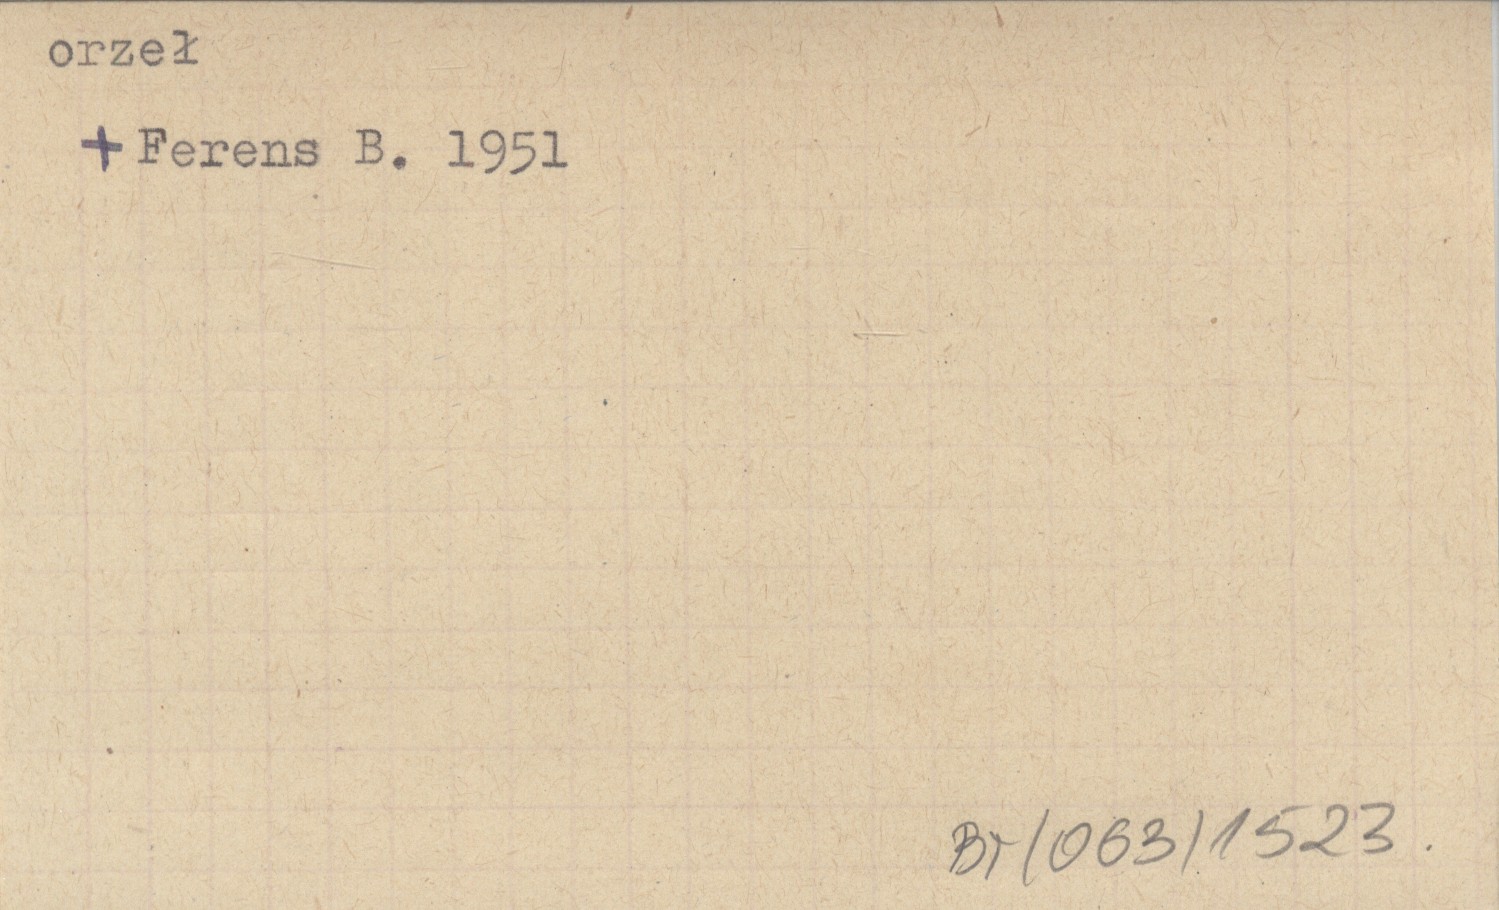 orzeł
+ Ferens B. 1951
Br/063/1523.